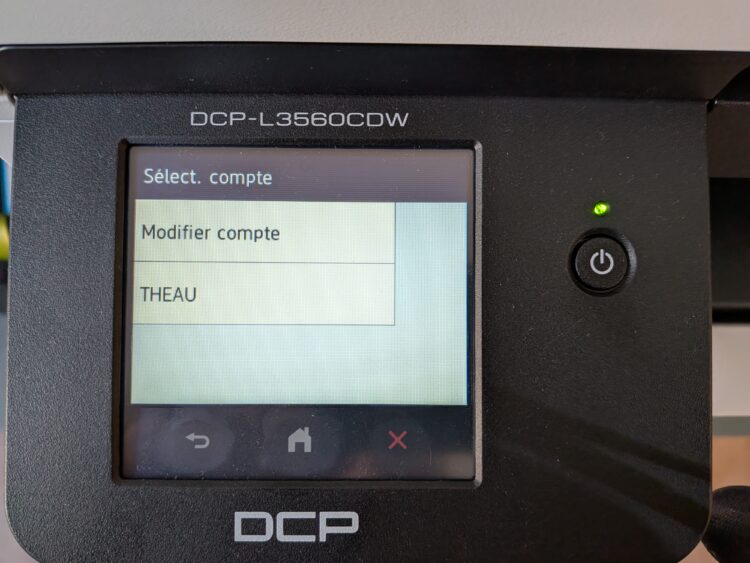 DCP-L3560CDW
Sélect. compte
Modifier compte
THEAU
DCP